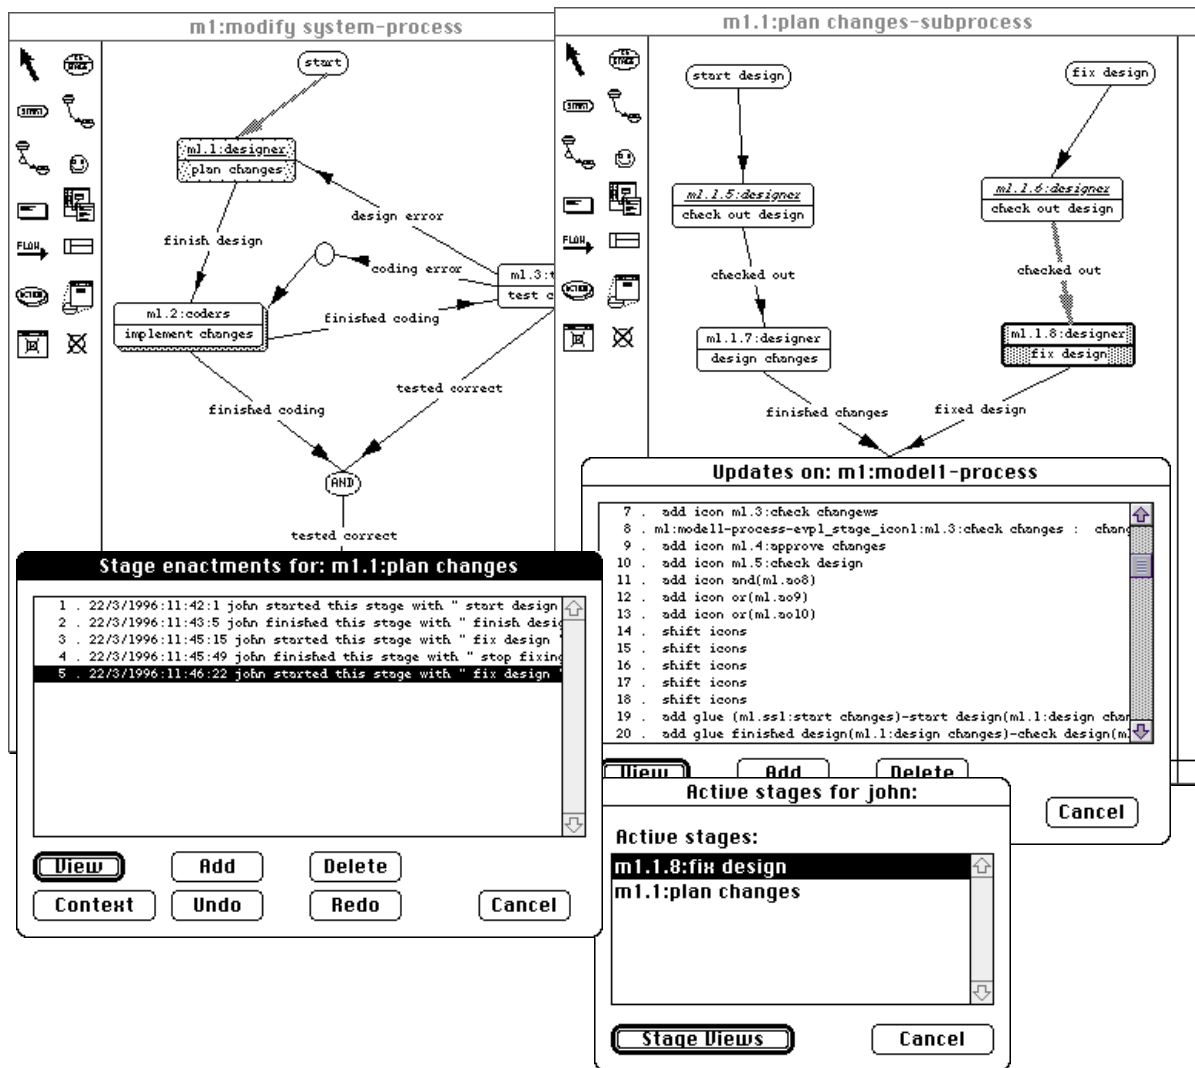 m1:modify system-process
CG
STAGE
START
FLOW
ACTION
start
m1.1:designer
plan changes
design error
finish design
coding error
m1.3:t
test c
m1.2:coders
implement changes
finished coding
tested correct
finished coding
AND
tested correct
m1.1:plan changes-subprocess
START
FLOW
ACTION
start design
fix design
m1.1.5:designer
check out design
m1.1.6:designer
check out design
checked out
checked out
m1.1.7:designer
design changes
m1.1.8:designer
fix design
finished changes
fixed design
Updates on: m1:model1-process
7 . add icon m1.3:check changews
8 . m1:model1-process-evpl_stage_icon1:m1.3:check changes : chang
9 . add icon m1.4:approve changes
10 . add icon m1.5:check design
11 . add icon and(m1.ao8)
12 . add icon or(m1.ao9)
13 . add icon or(m1.ao10)
14 . shift icons
15 . shift icons
16 . shift icons
17 . shift icons
18 . shift icons
19 . add glue (m1.ss1:start changes)-start design(m1.1:design chan
20 . add glue finished design(m1.1:design changes)-check design(m1
View Add Delete
Cancel
Stage enactments for: m1.1:plan changes
1 . 22/3/1996:11:42:1 john started this stage with " start design
2 . 22/3/1996:11:43:5 john finished this stage with " finish desig
3 . 22/3/1996:11:45:15 john started this stage with " fix design "
4 . 22/3/1996:11:45:49 john finished this stage with " stop fixing
5 . 22/3/1996:11:46:22 john started this stage with " fix design "
View Add Delete
Context Undo Redo Cancel
Active stages for john:
Active stages:
m1.1.8:fix design
m1.1:plan changes
Stage Views Cancel